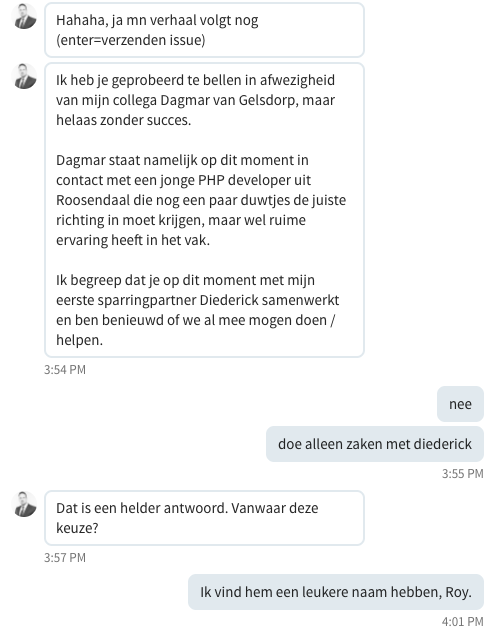 Hahaha, ja mn verhaal volgt nog
(enter=verzenden issue)
Ik heb je geprobeerd te bellen in afwezigheid
van mijn collega Dagmar van Gelsdorp, maar
helaas zonder succes.
Dagmar staat namelijk op dit moment in
contact met een jonge PHP developer uit
Roosendaal die nog een paar duwtjes de juiste
richting in moet krijgen, maar wel ruime
ervaring heeft in het vak.
Ik begreep dat je op dit moment met mijn
eerste sparringpartner Diederick samenwerkt
en ben benieuwd of we al mee mogen doen /
helpen.
3:54 PM
nee
doe alleen zaken met diederick
3:55 PM
Dat is een helder antwoord. Vanwaar deze
keuze?
3:57 PM
Ik vind hem een leukere naam hebben, Roy.
4:01 PM